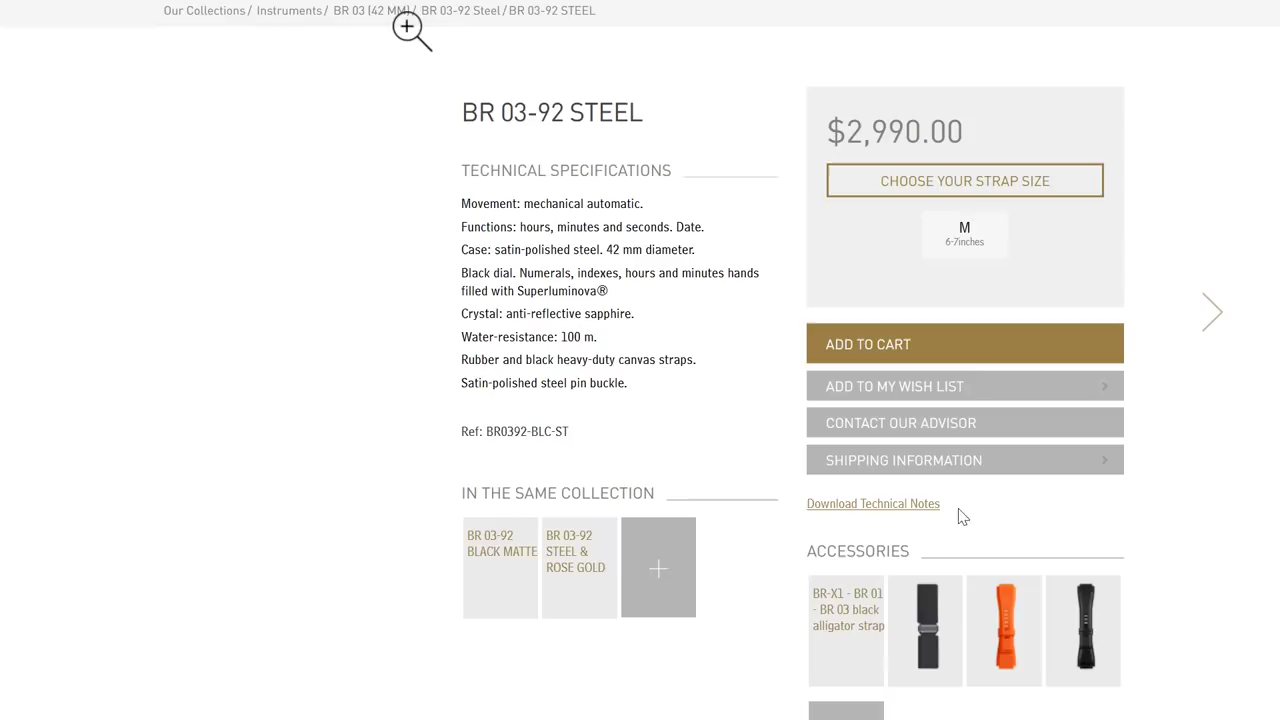 Our Collections / Instruments / BR 03 (42 MM) / BR 03-92 Steel / BR 03-92 STEEL
BR 03-92 STEEL
TECHNICAL SPECIFICATIONS
Movement: mechanical automatic.
Functions: hours, minutes and seconds. Date.
Case: satin-polished steel. 42 mm diameter.
Black dial. Numerals, indexes, hours and minutes hands
filled with Superluminova®
Crystal: anti-reflective sapphire.
Water-resistance: 100 m.
Rubber and black heavy-duty canvas straps.
Satin-polished steel pin buckle.
Ref: BR0392-BLC-ST
IN THE SAME COLLECTION
BR 03-92
BLACK MATTE
BR 03-92
STEEL &
ROSE GOLD
$2,990.00
CHOOSE YOUR STRAP SIZE
M
6-7inches
ADD TO CART
ADD TO MY WISH LIST
CONTACT OUR ADVISOR
SHIPPING INFORMATION
Download Technical Notes
ACCESSORIES
BR-X1 - BR 01
- BR 03 black
alligator strap